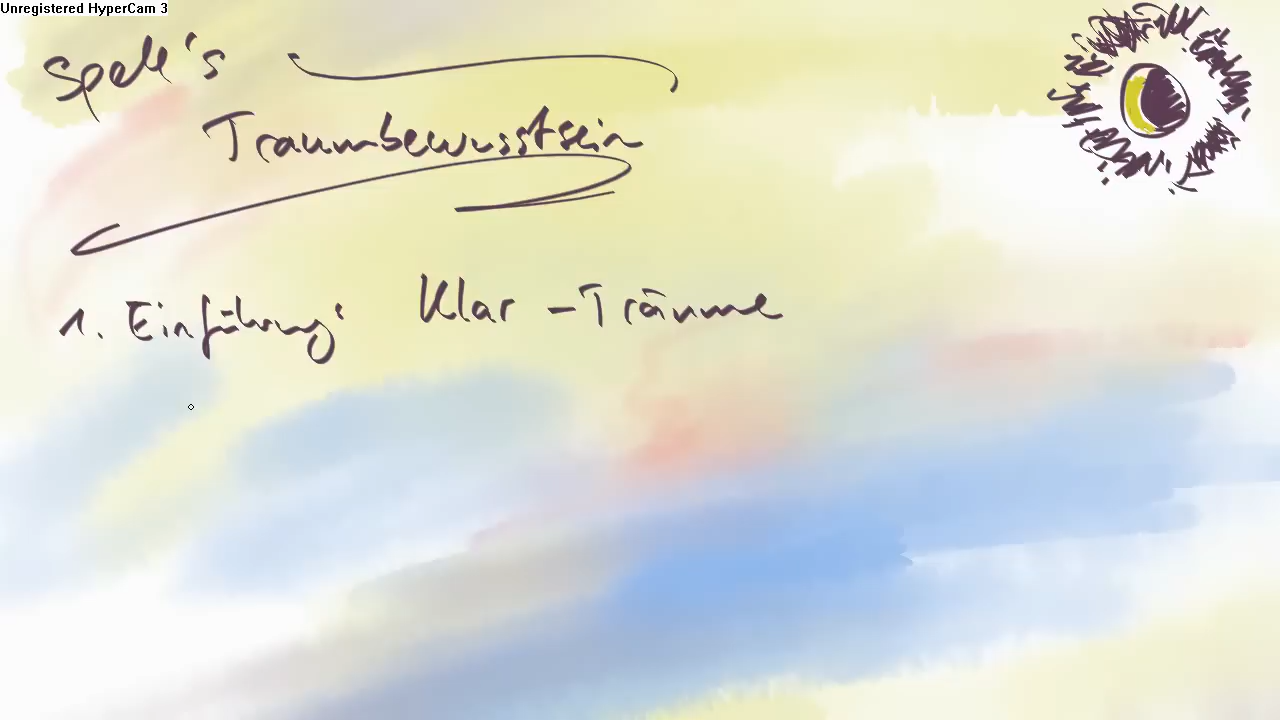 Unregistered HyperCam 3
Traumbewusstsein
1. Einführung: Klar - Träume